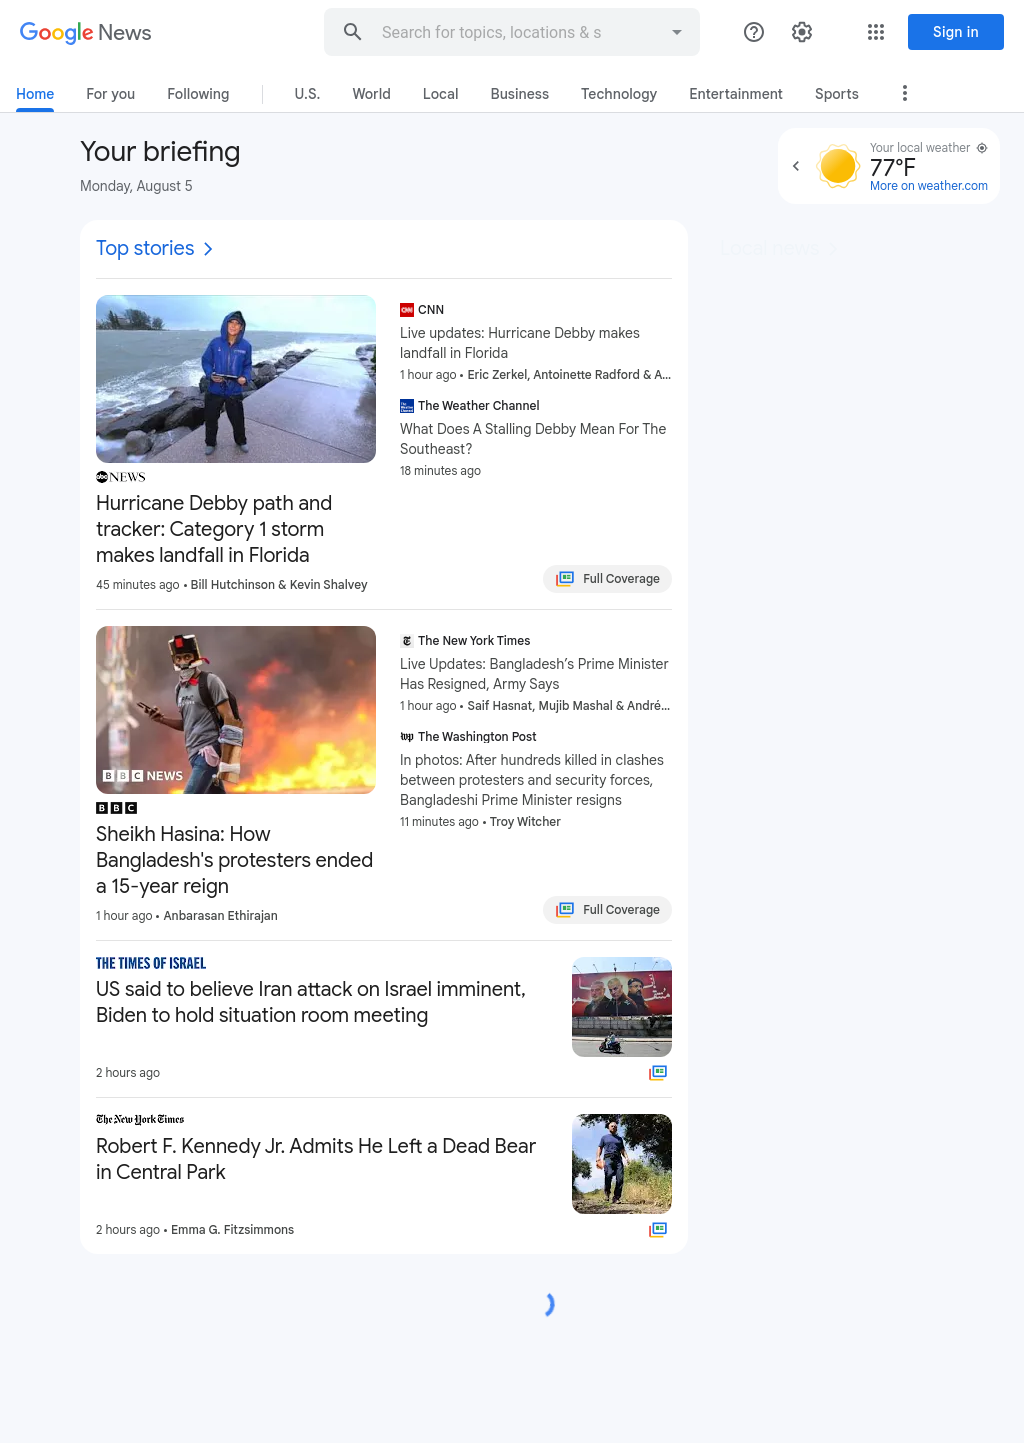 Google News
Search for topics, locations & s
Sign in
Home
For you
Following
U.S.
World
Local
Business
Technology
Entertainment
Sports
Your briefing
Monday, August 5
Your local weather
77°F
More on weather.com
Top stories
Local news
abc NEWS
Hurricane Debby path and
tracker: Category 1 storm
makes landfall in Florida
45 minutes ago • Bill Hutchinson & Kevin Shalvey
CNN
CNN
Live updates: Hurricane Debby makes
landfall in Florida
1 hour ago • Eric Zerkel, Antoinette Radford & A...
The Weather Channel
What Does A Stalling Debby Mean For The
Southeast?
18 minutes ago
Full Coverage
BBC NEWS
BBC
Sheikh Hasina: How
Bangladesh's protesters ended
a 15-year reign
1 hour ago • Anbarasan Ethirajan
The New York Times
Live Updates: Bangladesh’s Prime Minister
Has Resigned, Army Says
1 hour ago • Saif Hasnat, Mujib Mashal & André...
wp The Washington Post
In photos: After hundreds killed in clashes
between protesters and security forces,
Bangladeshi Prime Minister resigns
11 minutes ago • Troy Witcher
Full Coverage
THE TIMES OF ISRAEL
US said to believe Iran attack on Israel imminent,
Biden to hold situation room meeting
2 hours ago
The New York Times
Robert F. Kennedy Jr. Admits He Left a Dead Bear
in Central Park
2 hours ago • Emma G. Fitzsimmons